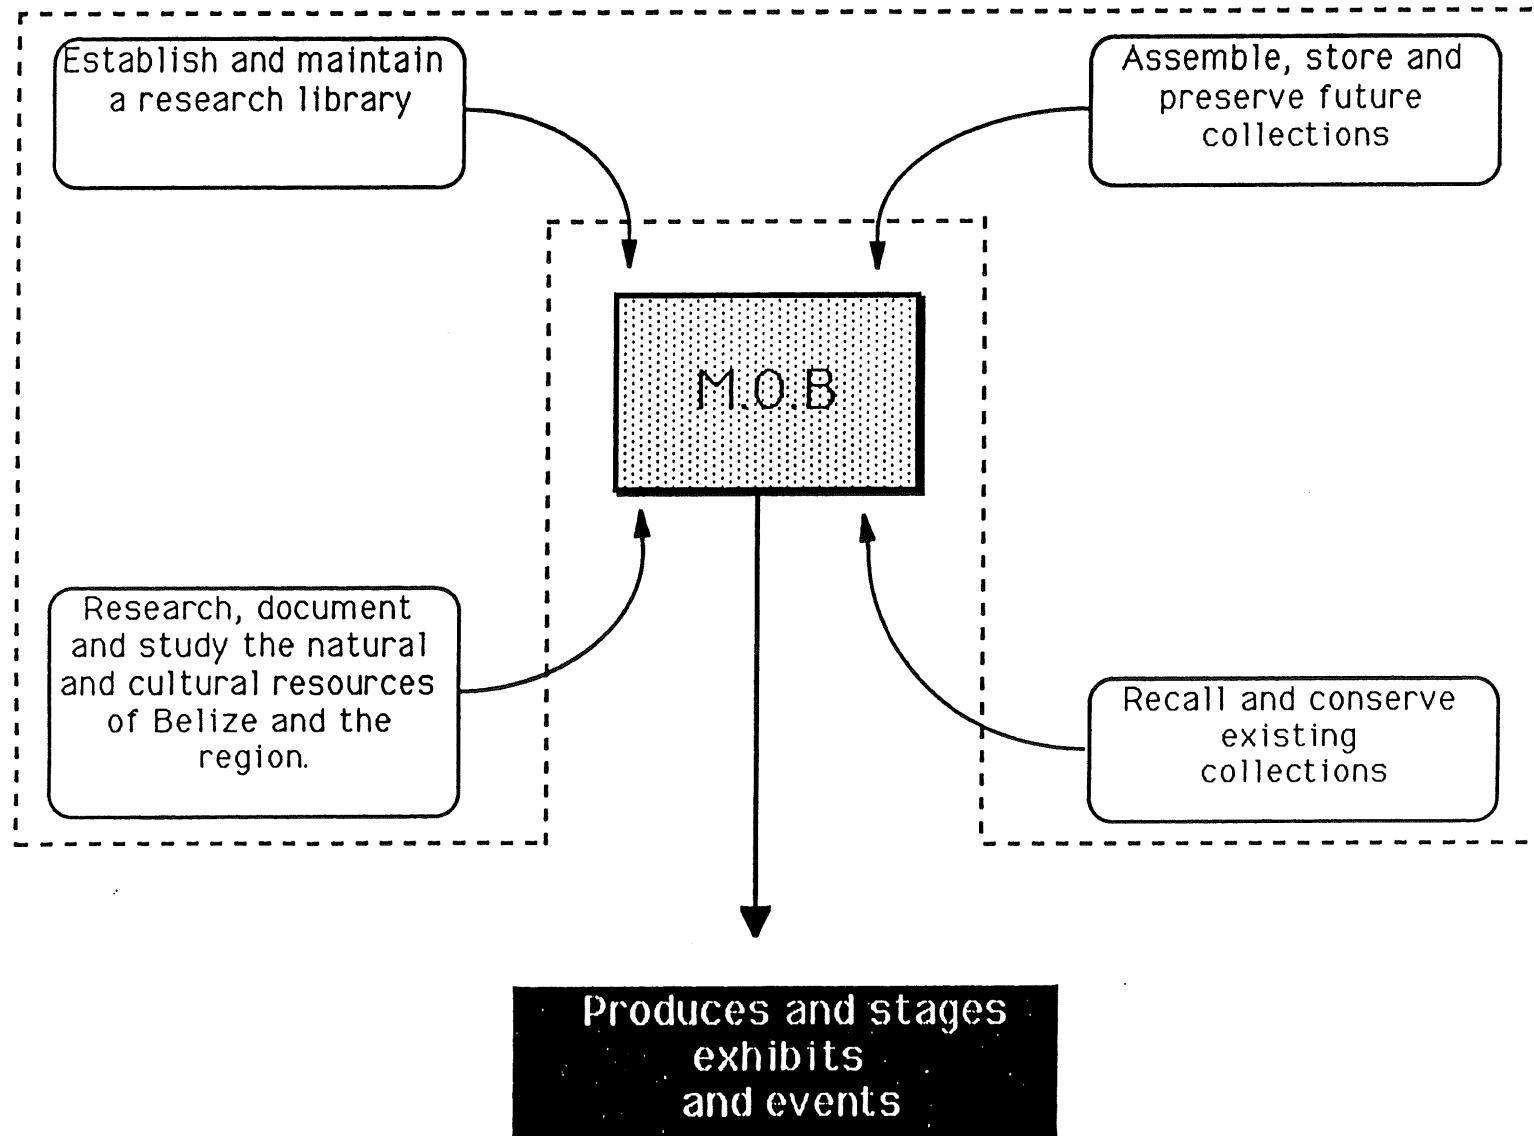 Establish and maintain
a research library
Assemble, store and
preserve future
collections
M.O.B
Research, document
and study the natural
and cultural resources
of Belize and the
region.
Recall and conserve
existing
collections
Produces and stages
exhibits
and events